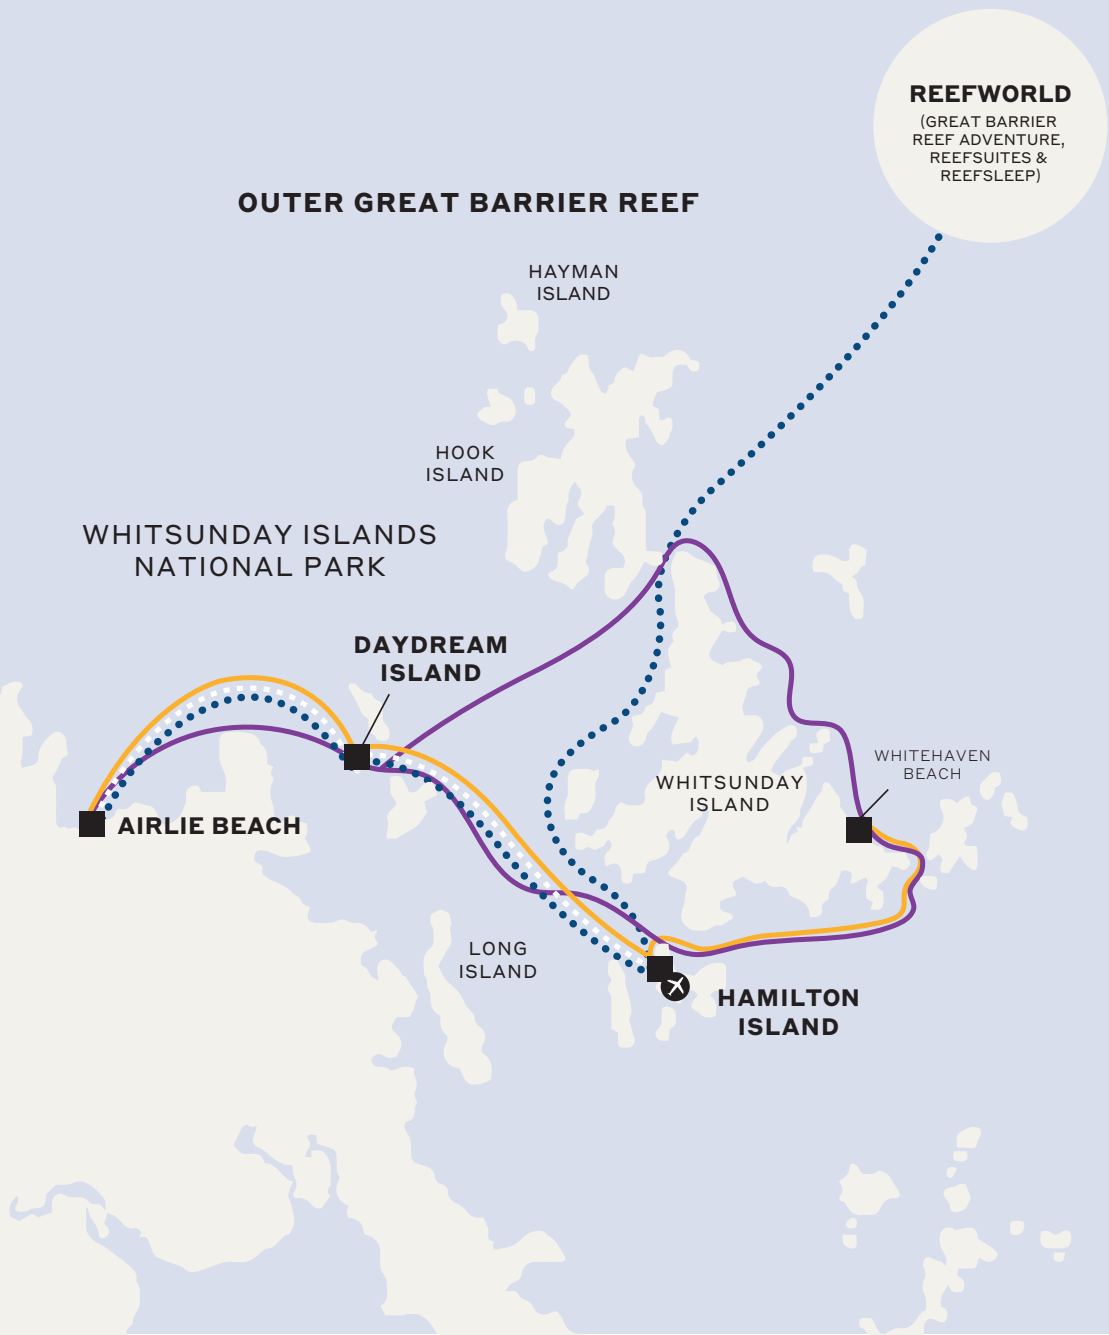 REEFWORLD
(GREAT BARRIER
REEF ADVENTURE,
REEFSUITES &
REEFSLEEP)
OUTER GREAT BARRIER REEF
HAYMAN
ISLAND
HOOK
ISLAND
WHITSUNDAY ISLANDS
NATIONAL PARK
DAYDREAM
ISLAND
WHITEHAVEN
BEACH
WHITSUNDAY
ISLAND
AIRLIE BEACH
LONG
ISLAND
HAMILTON
ISLAND